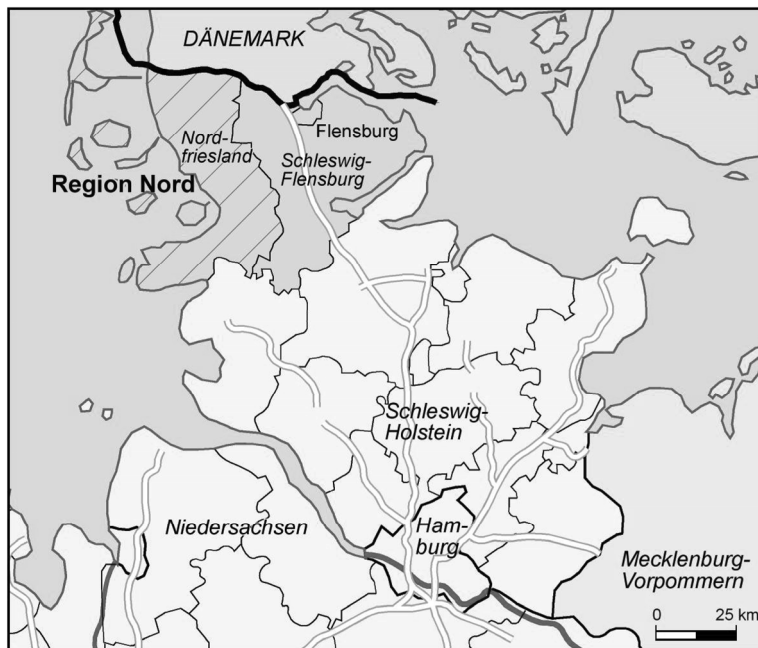 DÄNEMARK
Flensburg
Nord-
friesland
Schleswig-
Flensburg
Region Nord
Schleswig-
Holstein
Niedersachsen
Ham-
burg
Mecklenburg-
Vorpommern
0 25 km